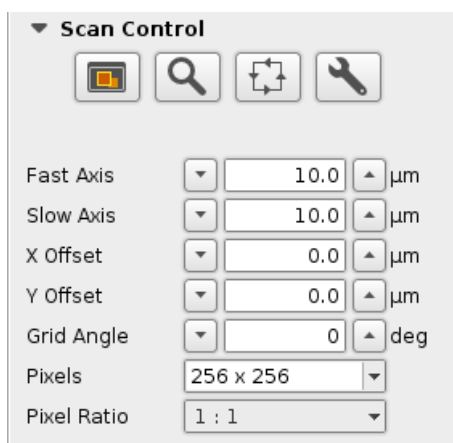 Scan Control
Fast Axis 10.0 µm
Slow Axis 10.0 µm
X Offset 0.0 µm
Y Offset 0.0 µm
Grid Angle 0 deg
Pixels 256 x 256
Pixel Ratio 1 : 1